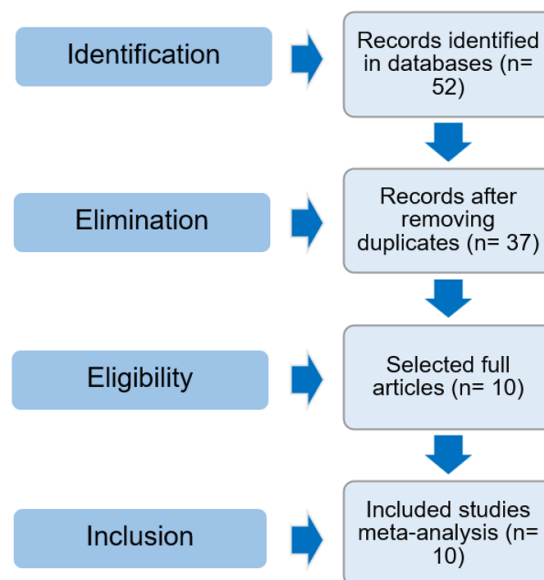 Identification
Records identified
in databases (n=
52)
Elimination
Records after
removing
duplicates (n= 37)
Eligibility
Selected full
articles (n= 10)
Inclusion
Included studies
meta-analysis (n=
10)